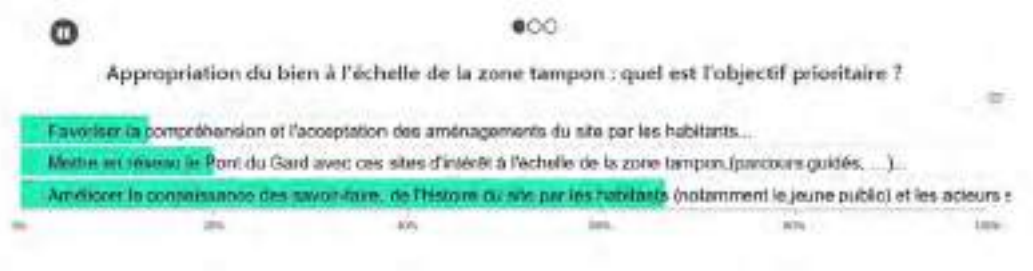 Appropriation du bien à l'échelle de la zone tampon : quel est l'objectif prioritaire ?
Favoriser la compréhension et l'acceptation des aménagements du site par les habitants...
Mettre en réseau le Pont du Gard avec ces sites d'intérêt à l'échelle de la zone tampon (parcours guidés, ...)...
Améliorer la connaissance des savoir-faire, de l'histoire du site par les habitants (notamment le jeune public) et les acteurs s
0% 20% 40% 60% 80% 100%